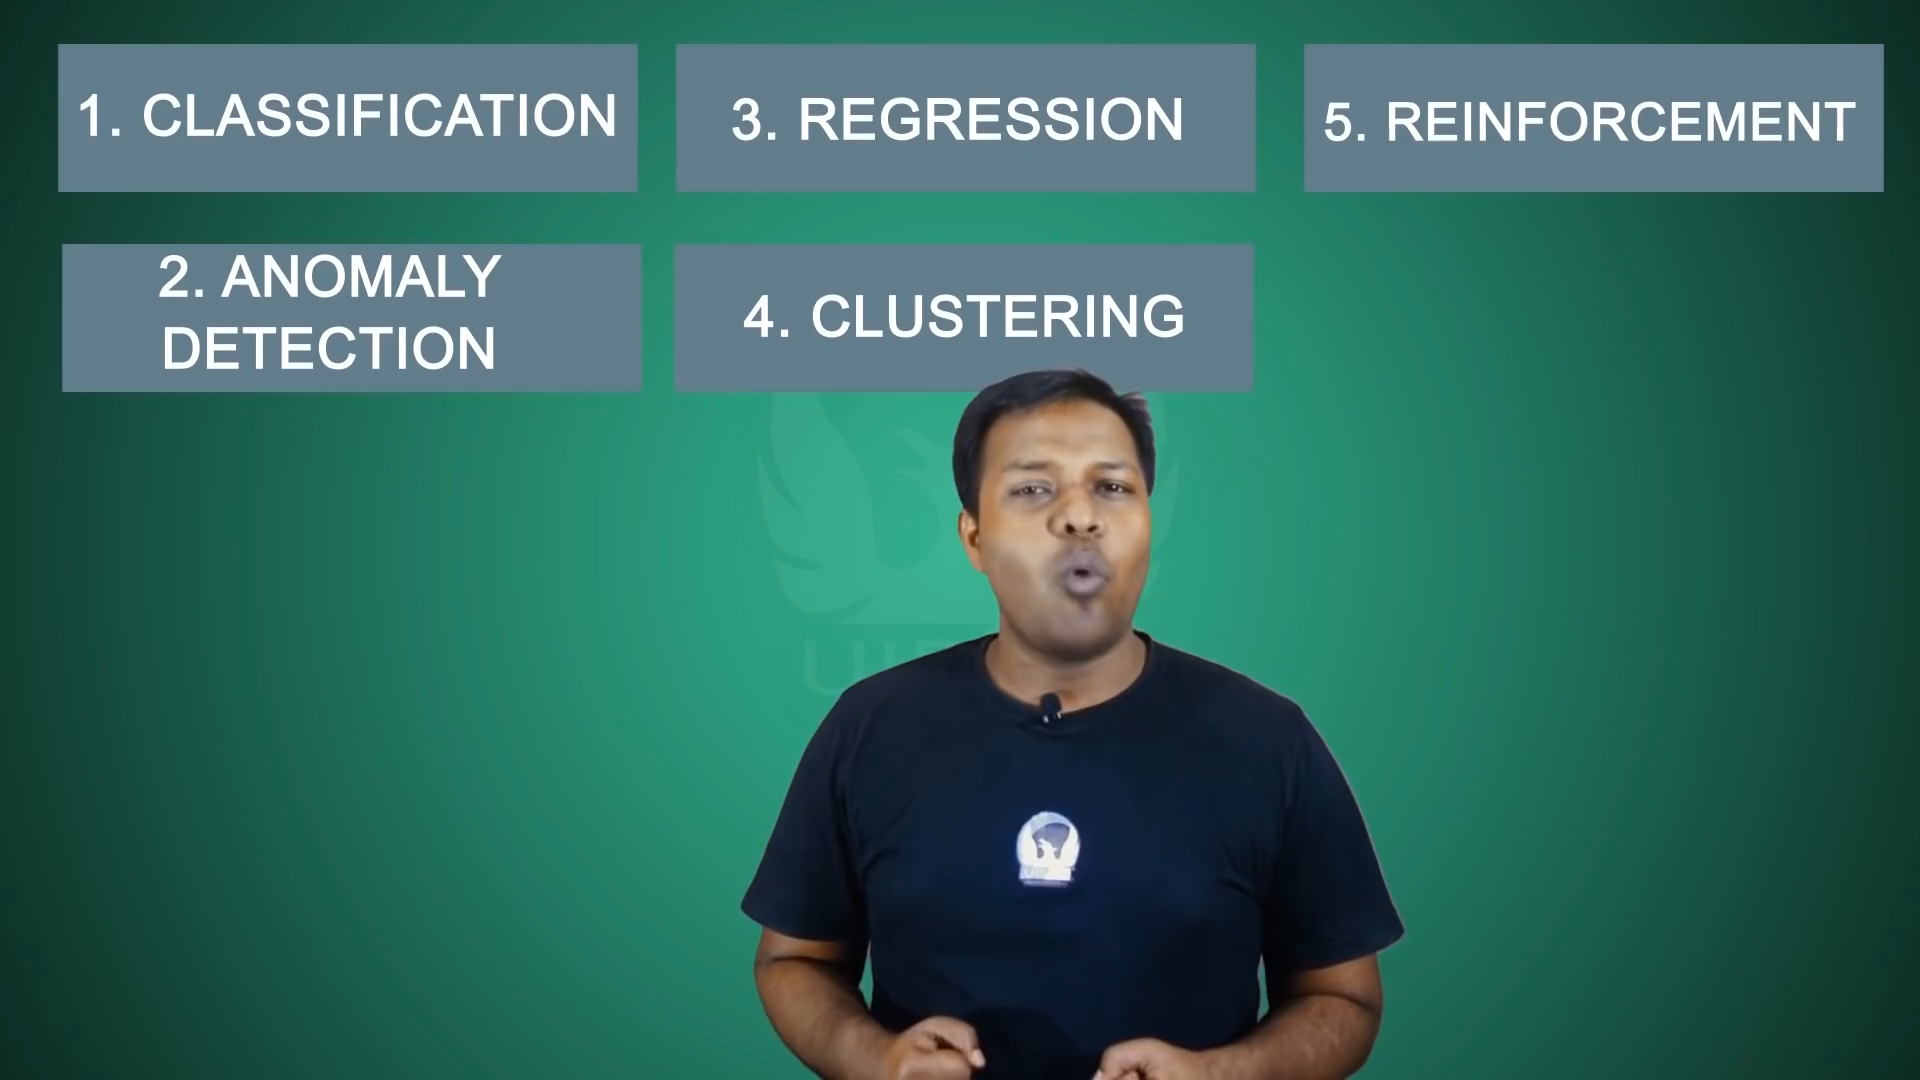 1. CLASSIFICATION
2. ANOMALY
DETECTION
3. REGRESSION
4. CLUSTERING
5. REINFORCEMENT